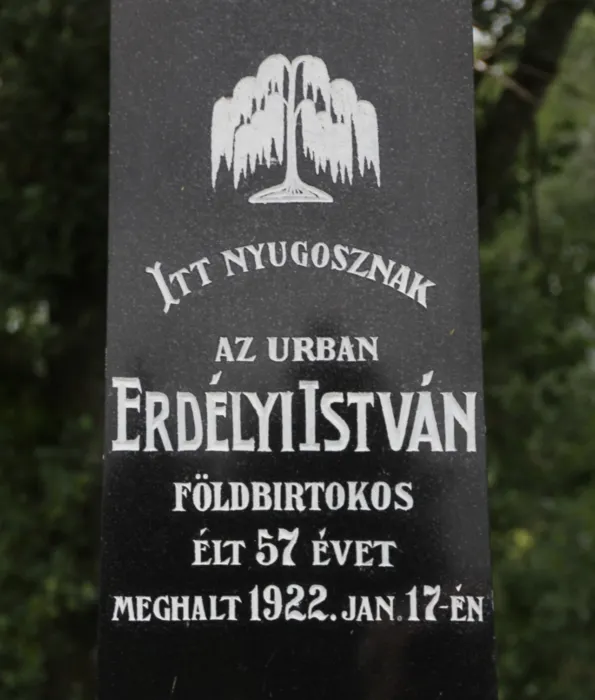 ITT NYUGOSZNAK
AZ URBAN
ERDÉLYI ISTVÁN
FÖLDBIRTOKOS
ÉLT 57 ÉVET
MEGHALT 1922. JAN. 17-ÉN